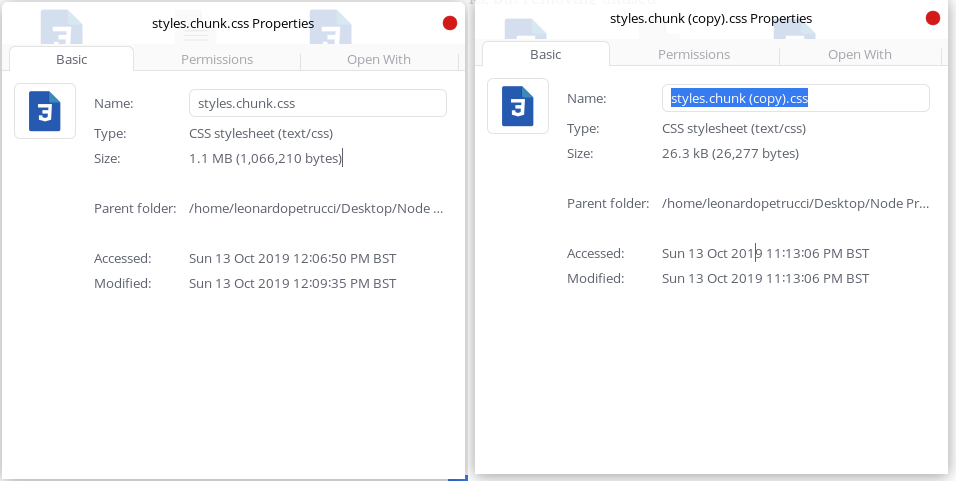 styles.chunk.css Properties
Basic Permissions Open With
Name: styles.chunk.css
Type: CSS stylesheet (text/css)
Size: 1.1 MB (1,066,210 bytes)
Parent folder: /home/leonardopetrucci/Desktop/Node ...
Accessed: Sun 13 Oct 2019 12:06:50 PM BST
Modified: Sun 13 Oct 2019 12:09:35 PM BST
styles.chunk (copy).css Properties
Basic Permissions Open With
Name: styles.chunk (copy).css
Type: CSS stylesheet (text/css)
Size: 26.3 kB (26,277 bytes)
Parent folder: /home/leonardopetrucci/Desktop/Node Pr...
Accessed: Sun 13 Oct 2019 11:13:06 PM BST
Modified: Sun 13 Oct 2019 11:13:06 PM BST